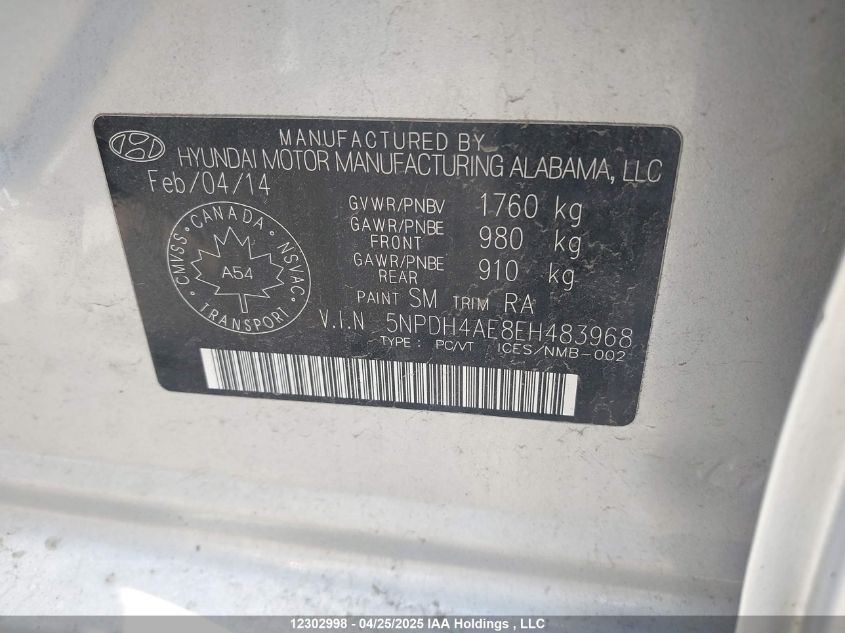 MANUFACTURED BY
HYUNDAI MOTOR MANUFACTURING ALABAMA, LLC
Feb/04/14
GVWR/PNBV 1760 kg
GAWR/PNBE FRONT 980 kg
GAWR/PNBE REAR 910 kg
PAINT SM TRIM RA
CANADA
CMVSS • NSVAC
A54
TRANSPORT
V.I.N 5NPDH4AE8EH483968
TYPE : PC/VT ICES/NMB-002
12302998 - 04/25/2025 IAA Holdings , LLC